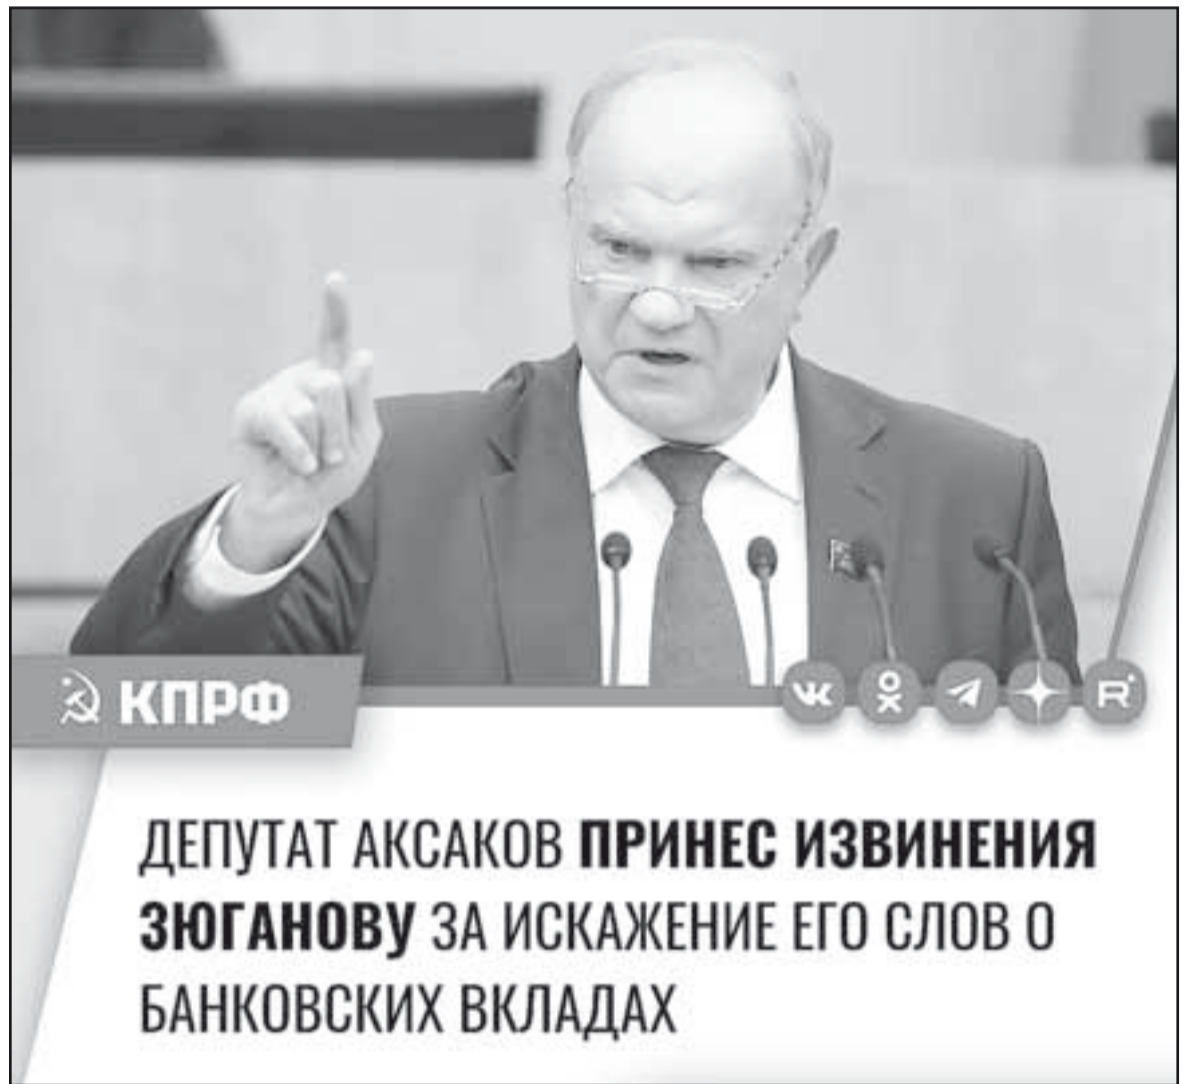 КПРФ
ДЕПУТАТ АКСАКОВ ПРИНЕС ИЗВИНЕНИЯ
ЗЮГАНОВУ ЗА ИСКАЖЕНИЕ ЕГО СЛОВ О
БАНКОВСКИХ ВКЛАДАХ